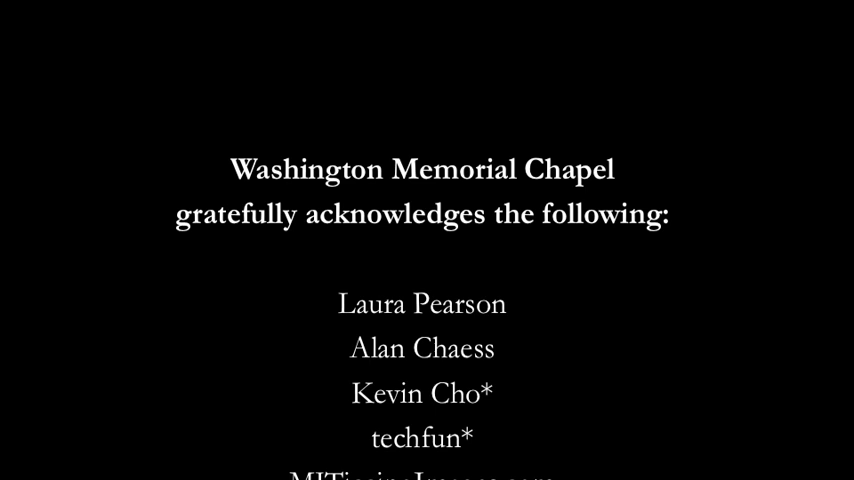 Washington Memorial Chapel
gratefully acknowledges the following:
Laura Pearson
Alan Chaess
Kevin Cho*
techfun*